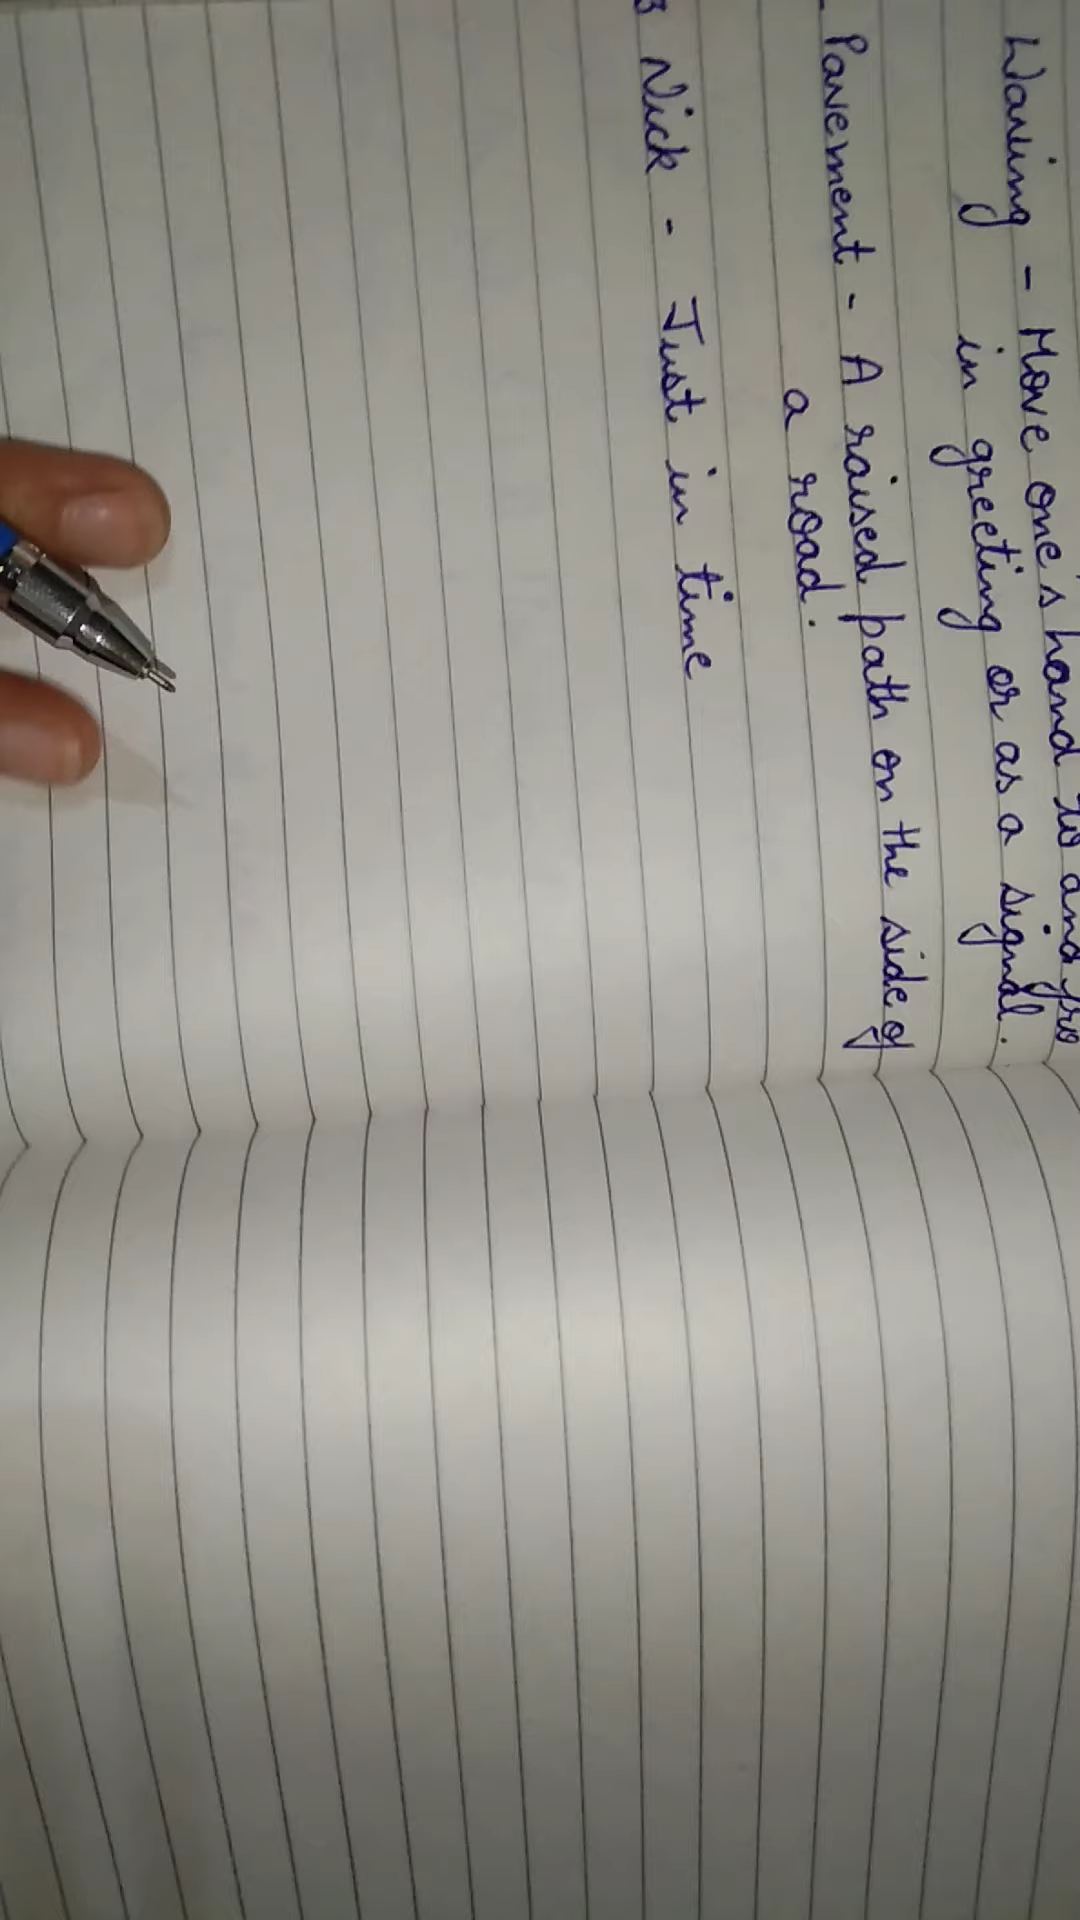 Waving - Move one's hand to and fro
in greeting or as a signal.
Pavement - A raised path on the side of
a road.
3 Nick - Just in time